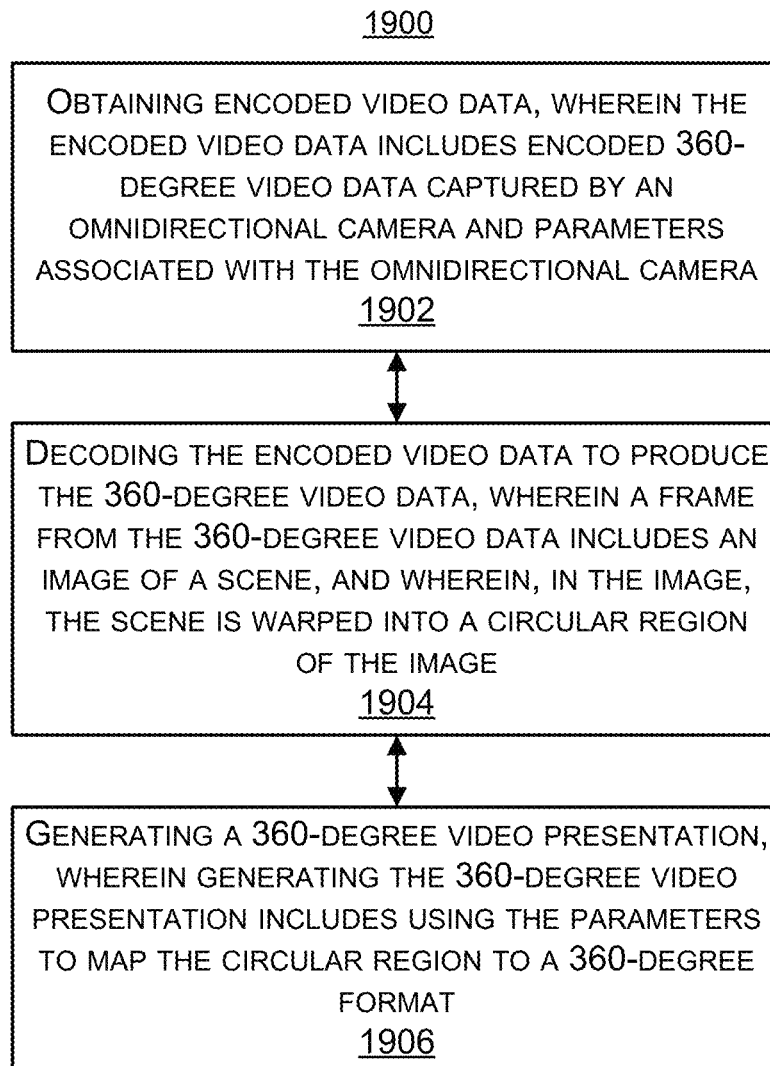 1900
OBTAINING ENCODED VIDEO DATA, WHEREIN THE
ENCODED VIDEO DATA INCLUDES ENCODED 360-
DEGREE VIDEO DATA CAPTURED BY AN
OMNIDIRECTIONAL CAMERA AND PARAMETERS
ASSOCIATED WITH THE OMNIDIRECTIONAL CAMERA
1902
DECODING THE ENCODED VIDEO DATA TO PRODUCE
THE 360-DEGREE VIDEO DATA, WHEREIN A FRAME
FROM THE 360-DEGREE VIDEO DATA INCLUDES AN
IMAGE OF A SCENE, AND WHEREIN, IN THE IMAGE,
THE SCENE IS WARPED INTO A CIRCULAR REGION
OF THE IMAGE
1904
GENERATING A 360-DEGREE VIDEO PRESENTATION,
WHEREIN GENERATING THE 360-DEGREE VIDEO
PRESENTATION INCLUDES USING THE PARAMETERS
TO MAP THE CIRCULAR REGION TO A 360-DEGREE
FORMAT
1906